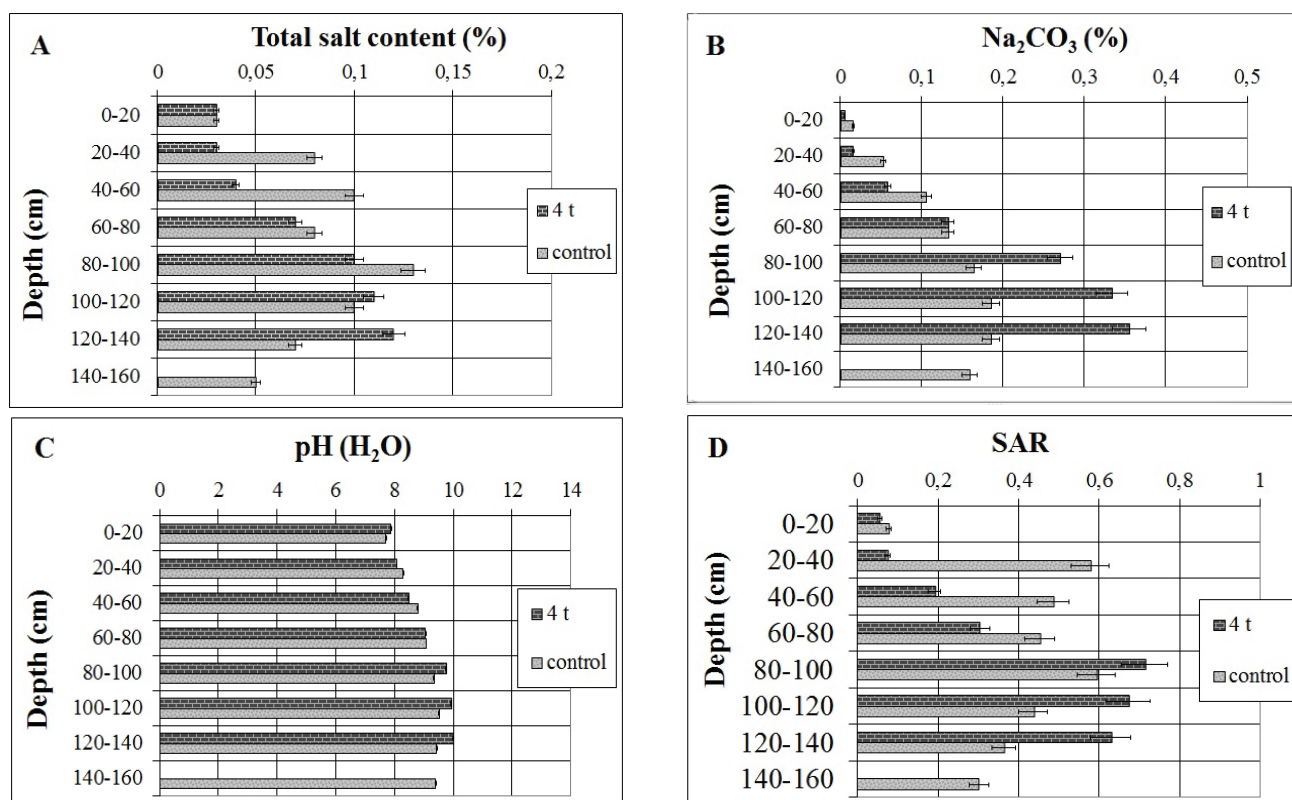 A
Total salt content (%)
0 0,05 0,1 0,15 0,2
Depth (cm)
0-20
20-40
40-60
60-80
80-100
100-120
120-140
140-160
4 t
control
B
Na₂CO₃ (%)
0 0,1 0,2 0,3 0,4 0,5
Depth (cm)
0-20
20-40
40-60
60-80
80-100
100-120
120-140
140-160
4 t
control
C
pH (H₂O)
0 2 4 6 8 10 12 14
Depth (cm)
0-20
20-40
40-60
60-80
80-100
100-120
120-140
140-160
4 t
control
D
SAR
0 0,2 0,4 0,6 0,8 1
Depth (cm)
0-20
20-40
40-60
60-80
80-100
100-120
120-140
140-160
4 t
control